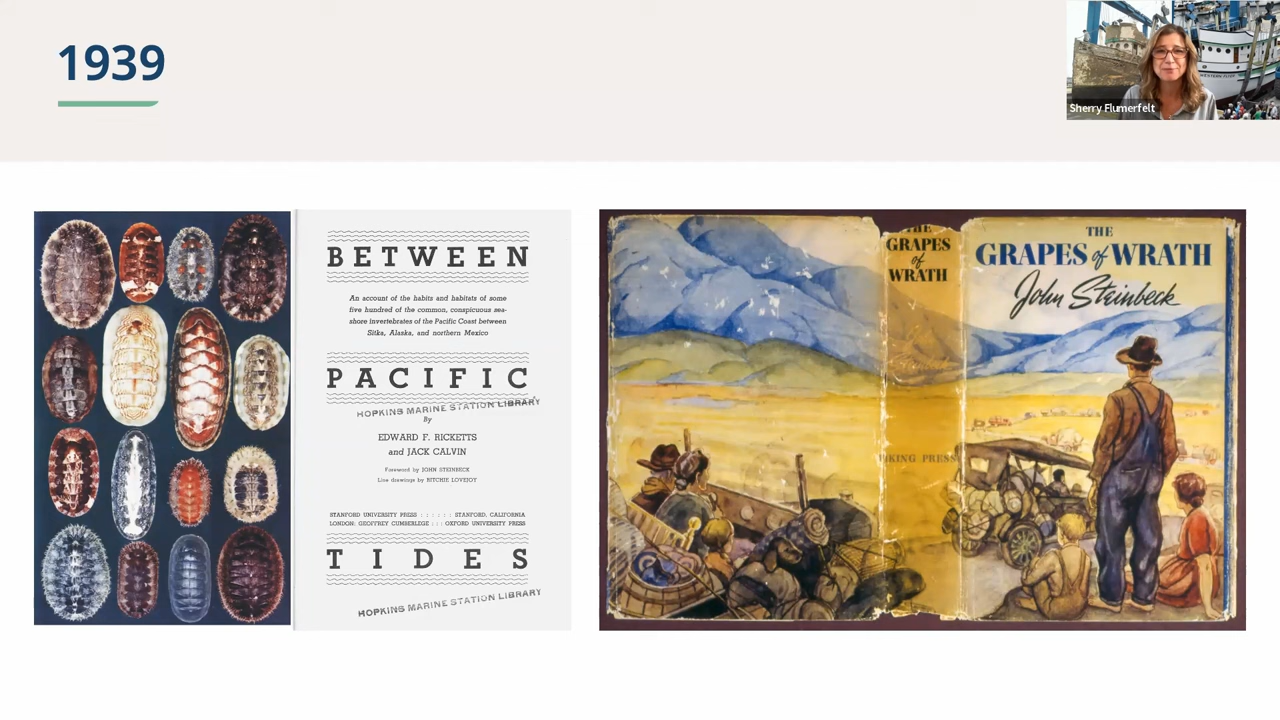 1939
Sherry Flumerfelt
WESTERN FLYER
BETWEEN
An account of the habits and habitats of some
five hundred of the common, conspicuous sea-
shore invertebrates of the Pacific Coast between
Sitka, Alaska, and northern Mexico
PACIFIC
HOPKINS MARINE STATION LIBRARY
By
EDWARD F. RICKETTS
and JACK CALVIN
Foreword by JOHN STEINBECK
Line drawings by RITCHIE LOVEJOY
STANFORD UNIVERSITY PRESS : : : : : : STANFORD, CALIFORNIA
LONDON: GEOFFREY CUMBERLEGE : : : OXFORD UNIVERSITY PRESS
TIDES
HOPKINS MARINE STATION LIBRARY
THE
GRAPES
of
WRATH
Steinbeck
VIKING PRESS
THE
GRAPES of WRATH
John Steinbeck